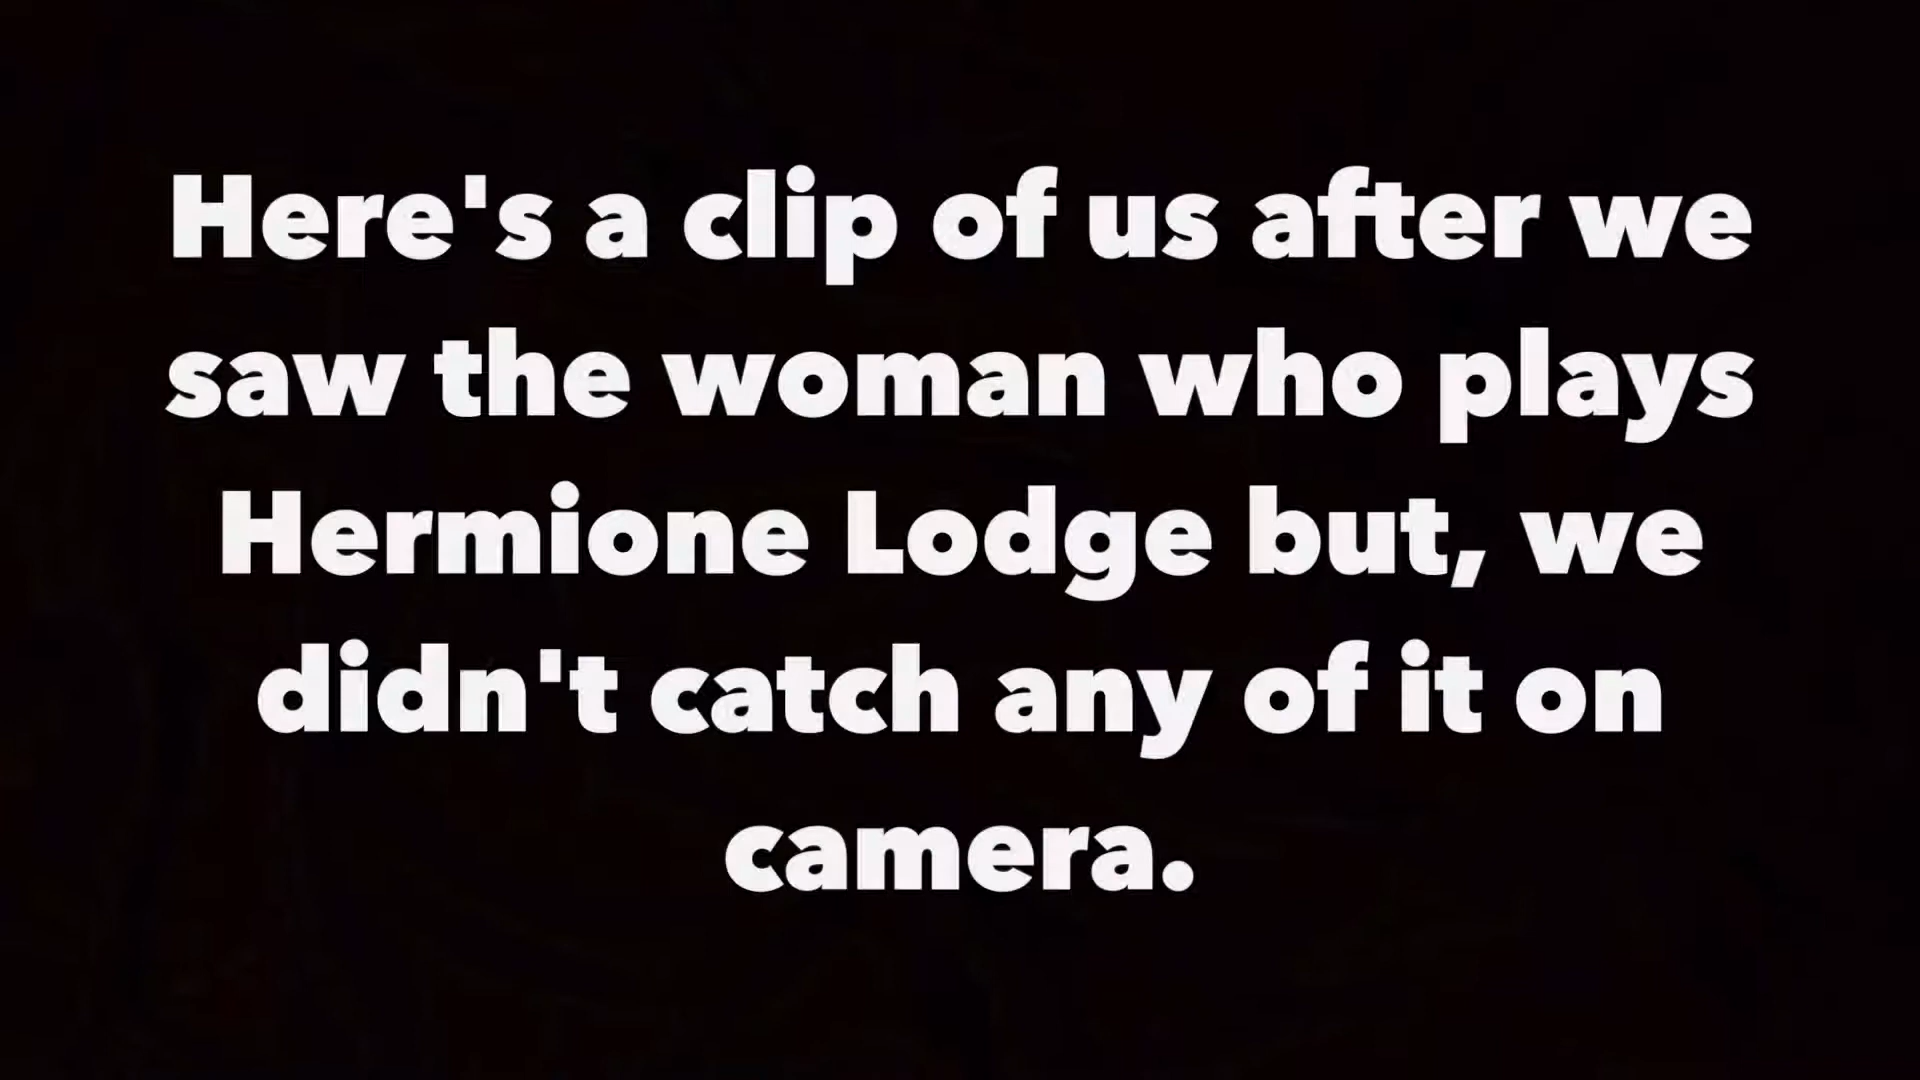 Here's a clip of us after we
saw the woman who plays
Hermione Lodge but, we
didn't catch any of it on
camera.